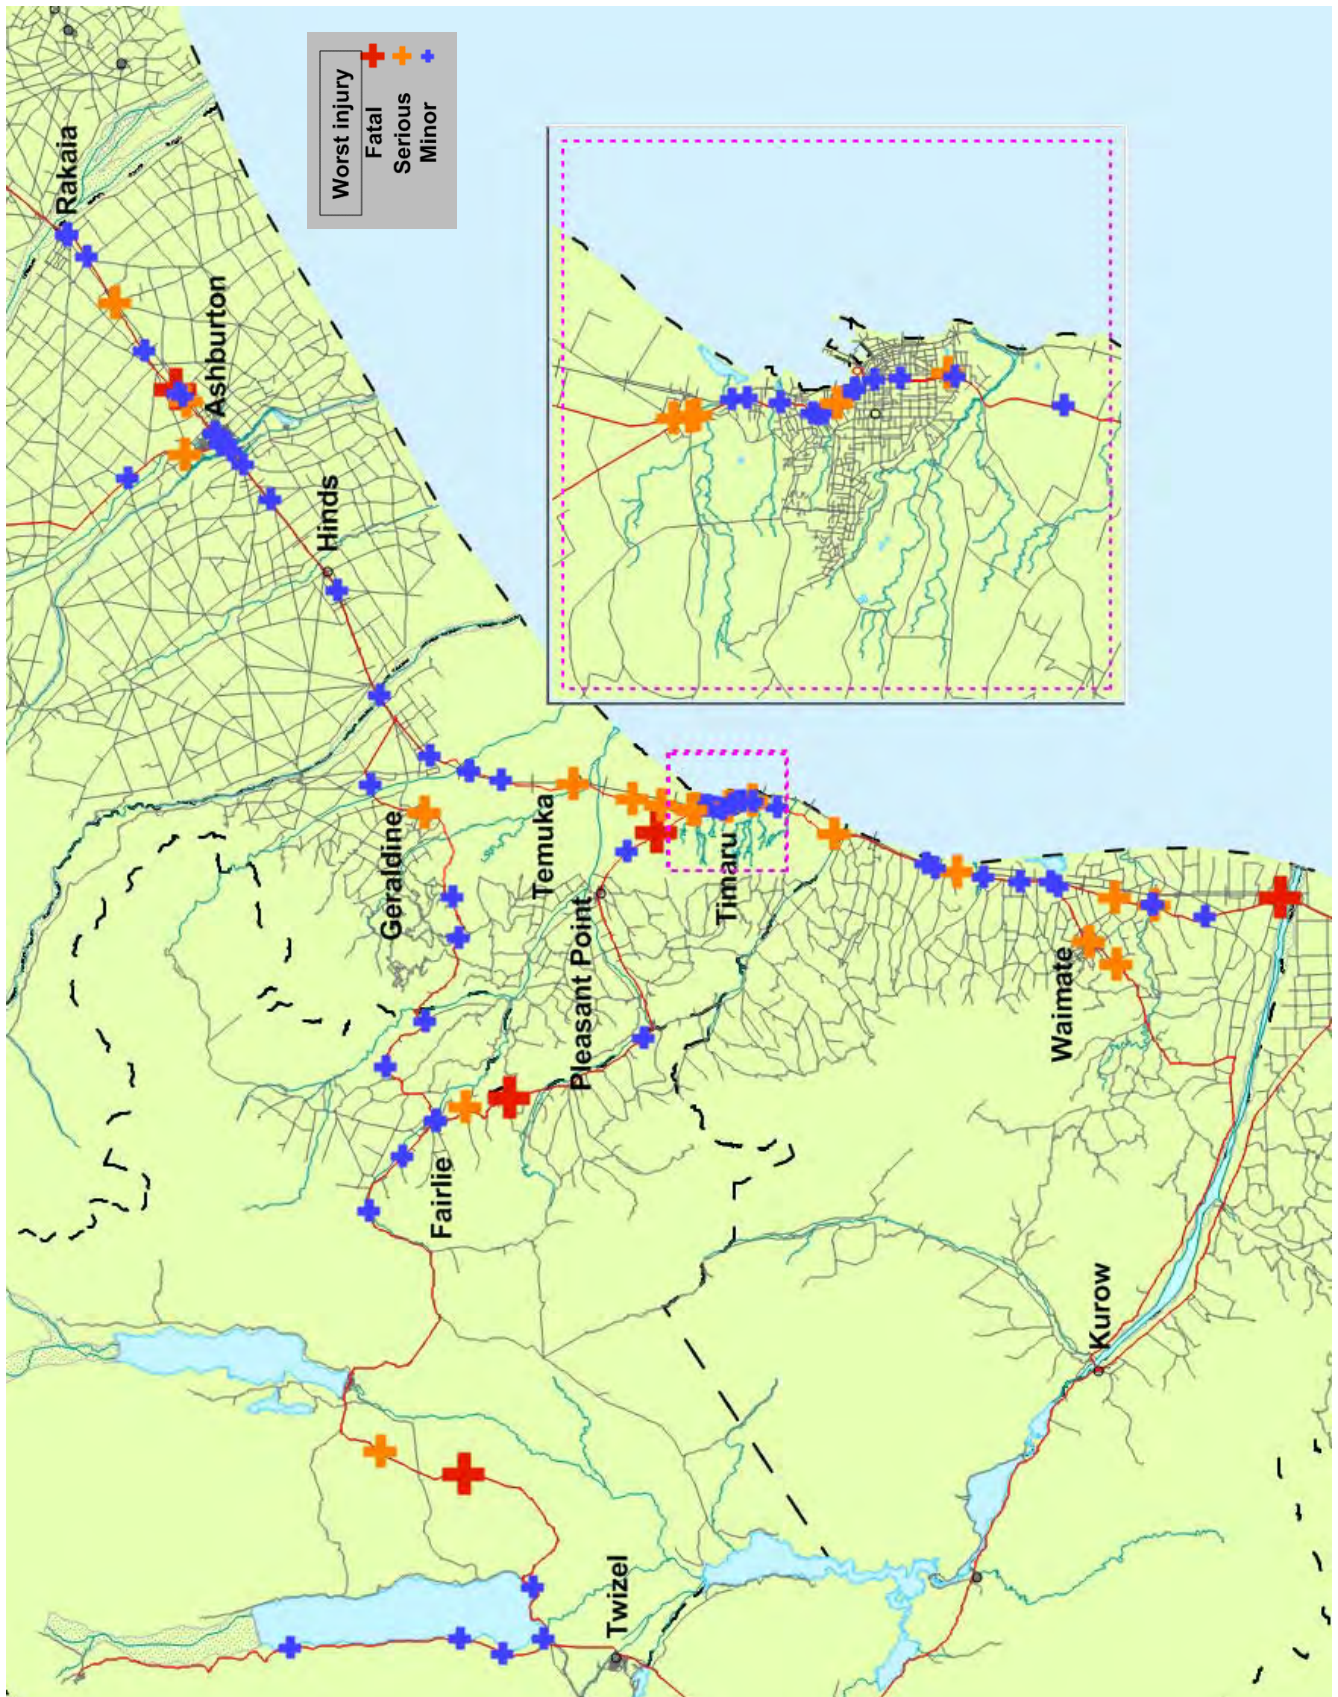 Worst injury
Fatal
Serious
Minor
Rakaia
Ashburton
Hinds
Geraldine
Temuka
Pleasant Point
Timaru
Fairlie
Waimate
Kurow
Twizel